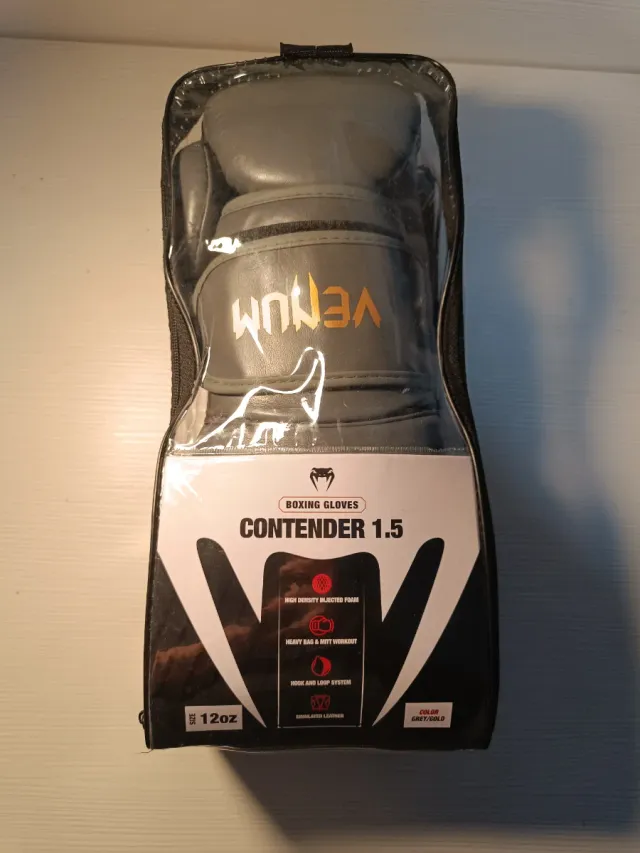 VENUM
BOXING GLOVES
CONTENDER 1.5
HIGH DENSITY INJECTED FOAM
HEAVY BAG & MITT WORKOUT
HOOK AND LOOP SYSTEM
SIMULATED LEATHER
SIZE 12oz
COLOR
GREY/GOLD